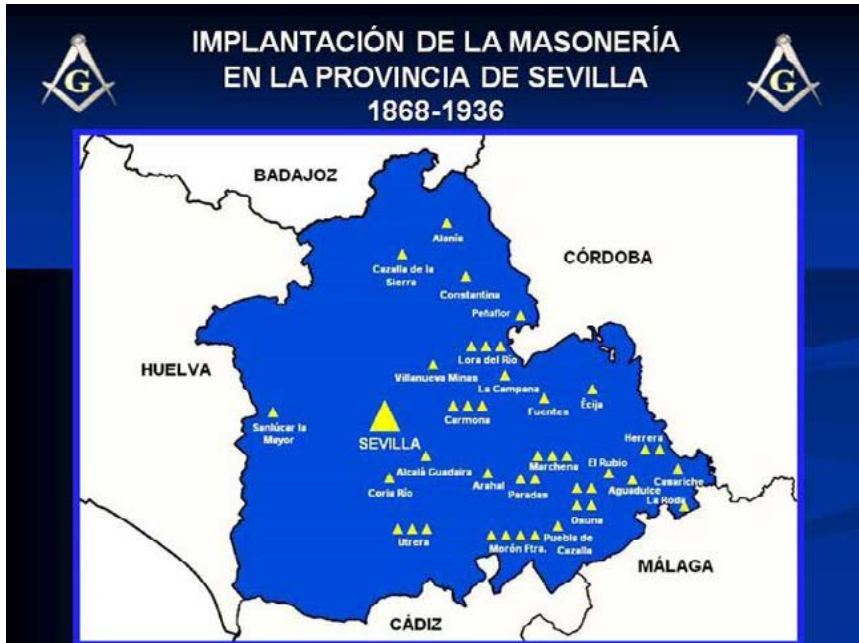 IMPLANTACIÓN DE LA MASONERÍA
EN LA PROVINCIA DE SEVILLA
1868-1936
G
G
BADAJOZ
Alanís
CÓRDOBA
Cazalla de la
Sierra
Constantina
Peñaflor
Lora del Río
HUELVA
Villanueva Minas
La Campana
Écija
Fuentes
Carmona
Sanlúcar la
Mayor
SEVILLA
Herrera
Marchena
El Rubio
Alcalá Guadaira
Arahal
Paradas
Casariche
Aguadulce
Coria Río
La Roda
Osuna
Utrera
Morón Ftra.
Puebla de
Cazalla
MÁLAGA
CÁDIZ